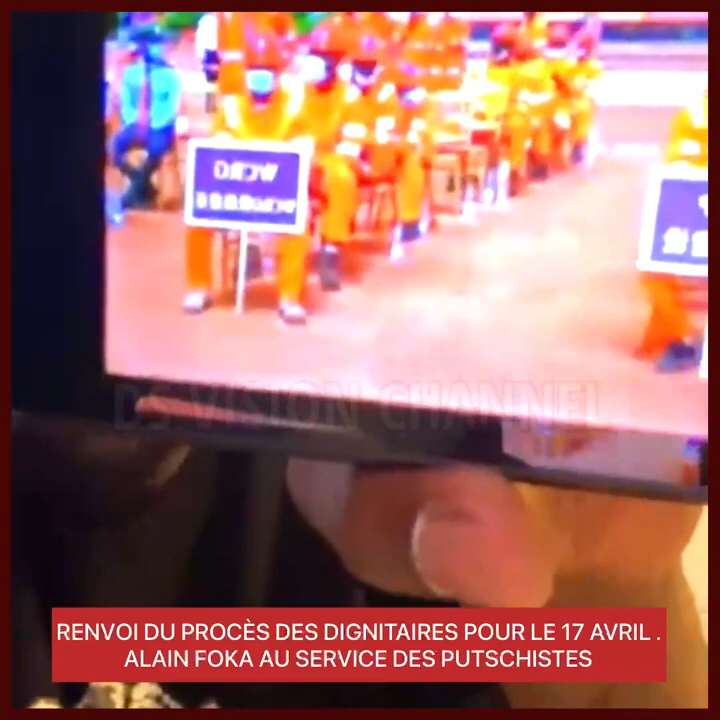 DS VISION CHANNEL
RENVOI DU PROCÈS DES DIGNITAIRES POUR LE 17 AVRIL .
ALAIN FOKA AU SERVICE DES PUTSCHISTES